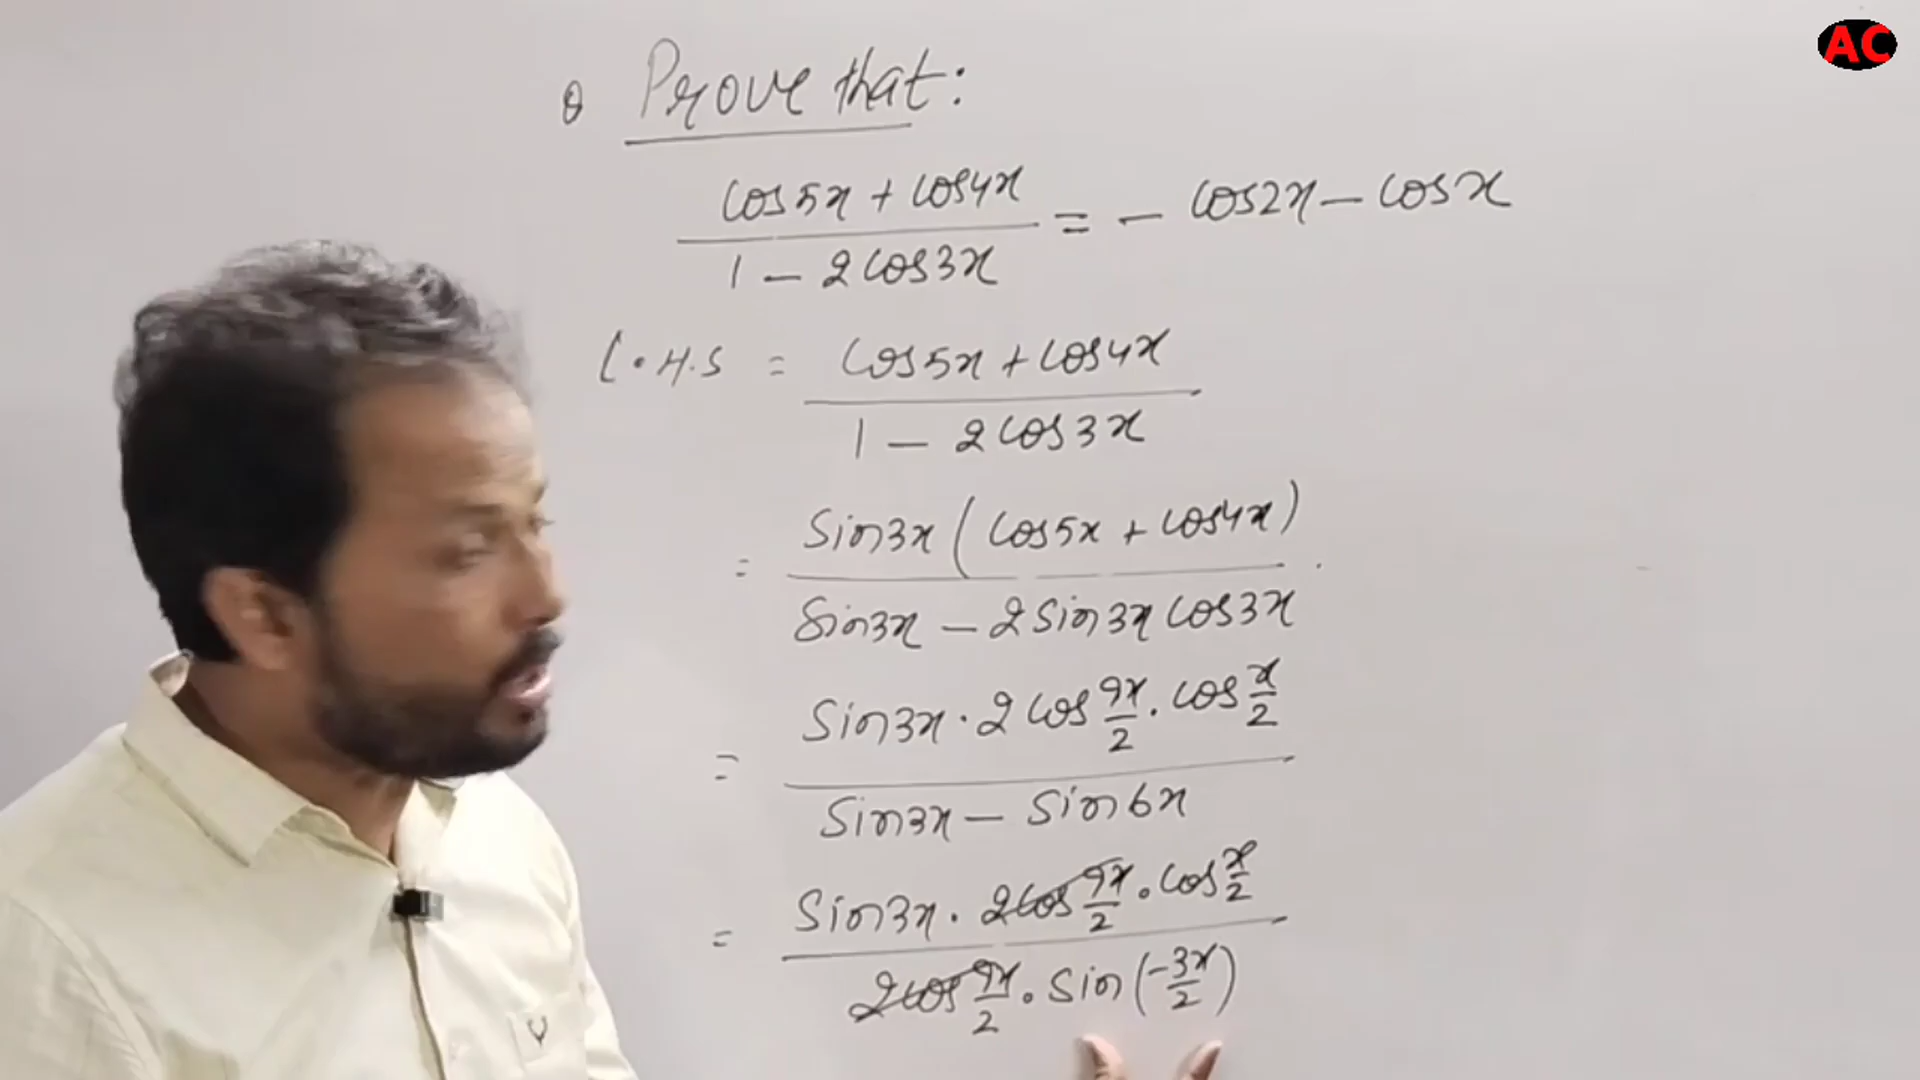 AC
θ Prove that:
cos5x + cos4x
= - cos2x - cosx
1 - 2cos3x
L.H.S = cos5x + cos4x
1 - 2cos3x
= Sin3x (cos5x + cos4x)
Sin3x - 2Sin3x cos3x
= Sin3x · 2cos 9x/2 · cos x/2
Sin3x - Sin6x
= Sin3x · 2cos 9x/2 · cos x/2
2cos 9x/2 · Sin(-3x/2)